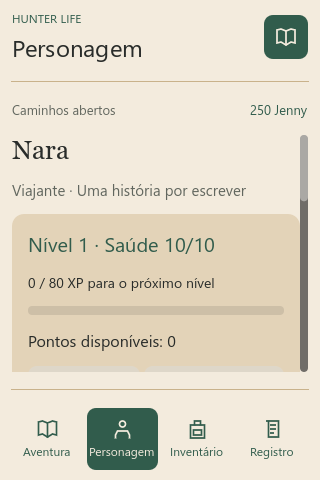 HUNTER LIFE
Personagem
Caminhos abertos
250 Jenny
Nara
Viajante · Uma história por escrever
Nível 1 · Saúde 10/10
0 / 80 XP para o próximo nível
Pontos disponíveis: 0
Aventura
Personagem
Inventário
Registro